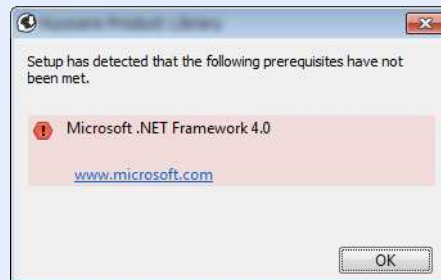 Setup has detected that the following prerequisites have not
been met.
Microsoft .NET Framework 4.0
www.microsoft.com
OK